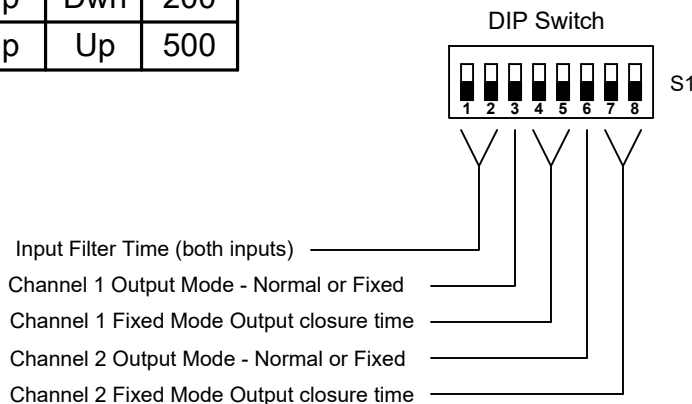 Dwn 200
p Up 500
DIP Switch
S1
1 2 3 4 5 6 7 8
Input Filter Time (both inputs)
Channel 1 Output Mode - Normal or Fixed
Channel 1 Fixed Mode Output closure time
Channel 2 Output Mode - Normal or Fixed
Channel 2 Fixed Mode Output closure time